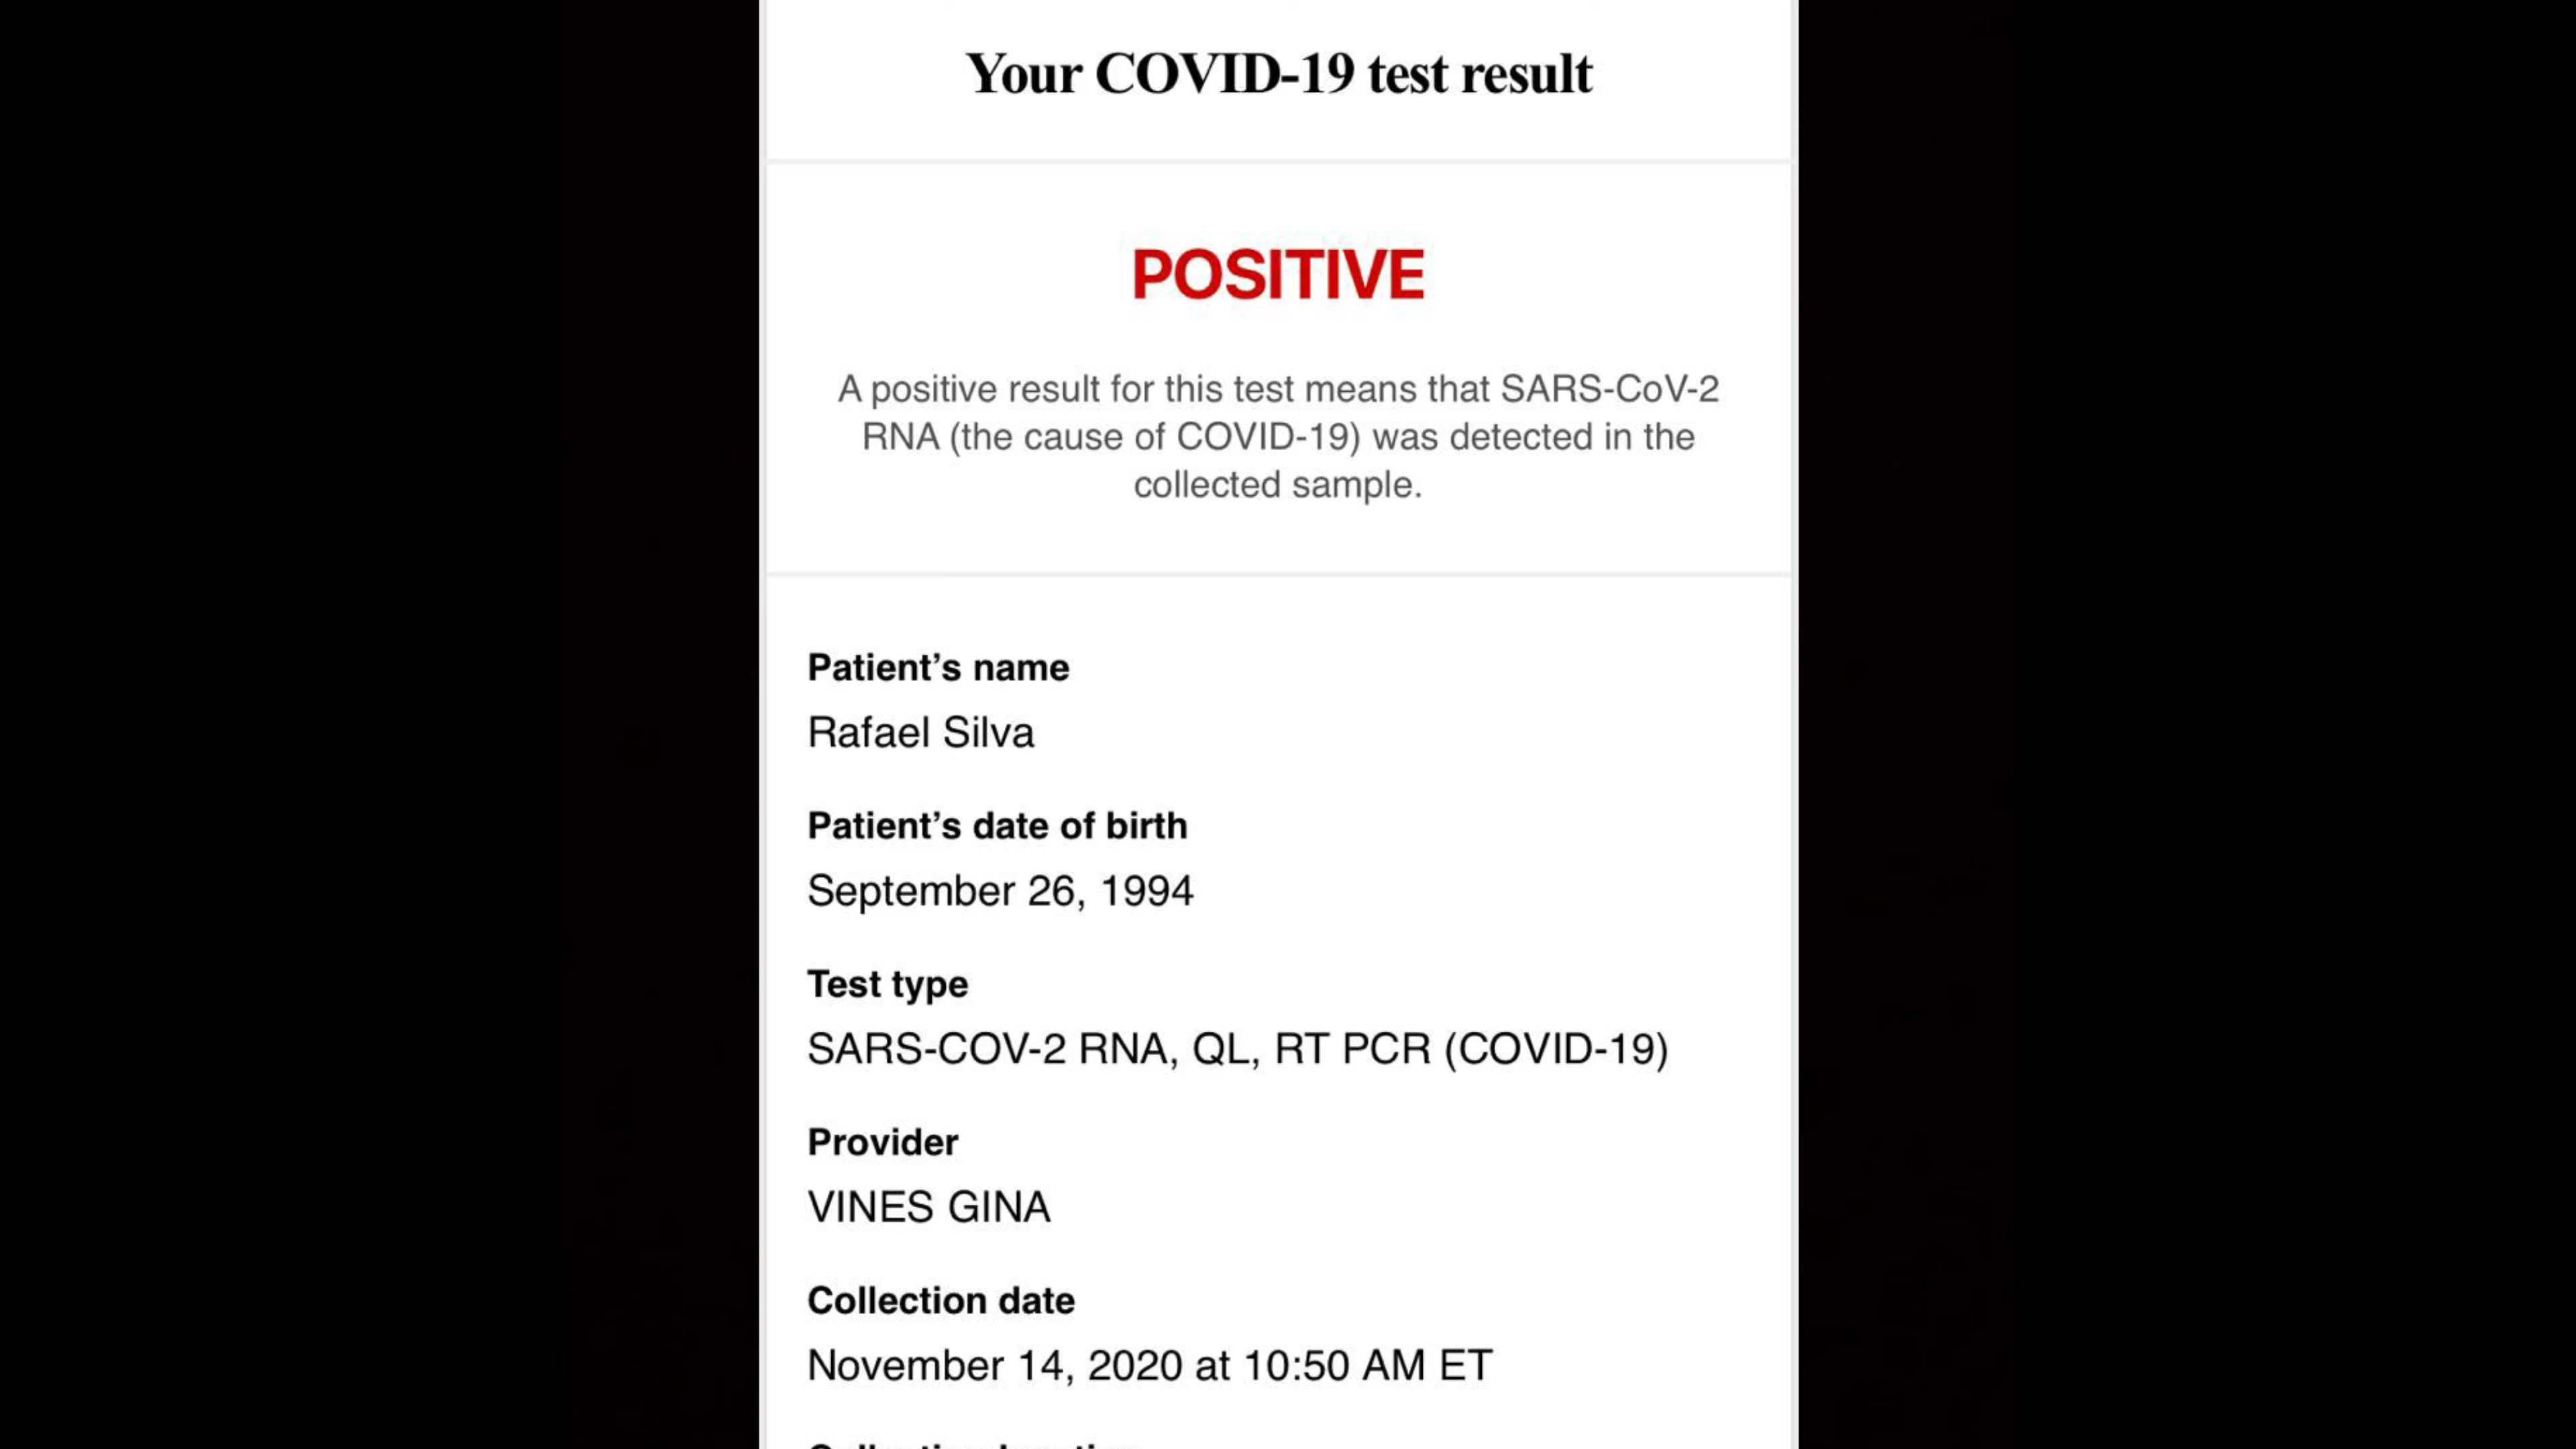 Your COVID-19 test result
POSITIVE
A positive result for this test means that SARS-CoV-2
RNA (the cause of COVID-19) was detected in the
collected sample.
Patient’s name
Rafael Silva
Patient’s date of birth
September 26, 1994
Test type
SARS-COV-2 RNA, QL, RT PCR (COVID-19)
Provider
VINES GINA
Collection date
November 14, 2020 at 10:50 AM ET